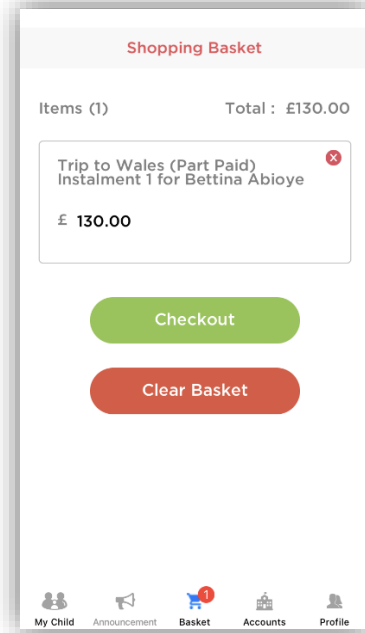 Shopping Basket
Items (1) Total : £130.00
Trip to Wales (Part Paid)
Instalment 1 for Bettina Abioye
£ 130.00
Checkout
Clear Basket
1
My Child Announcement Basket Accounts Profile